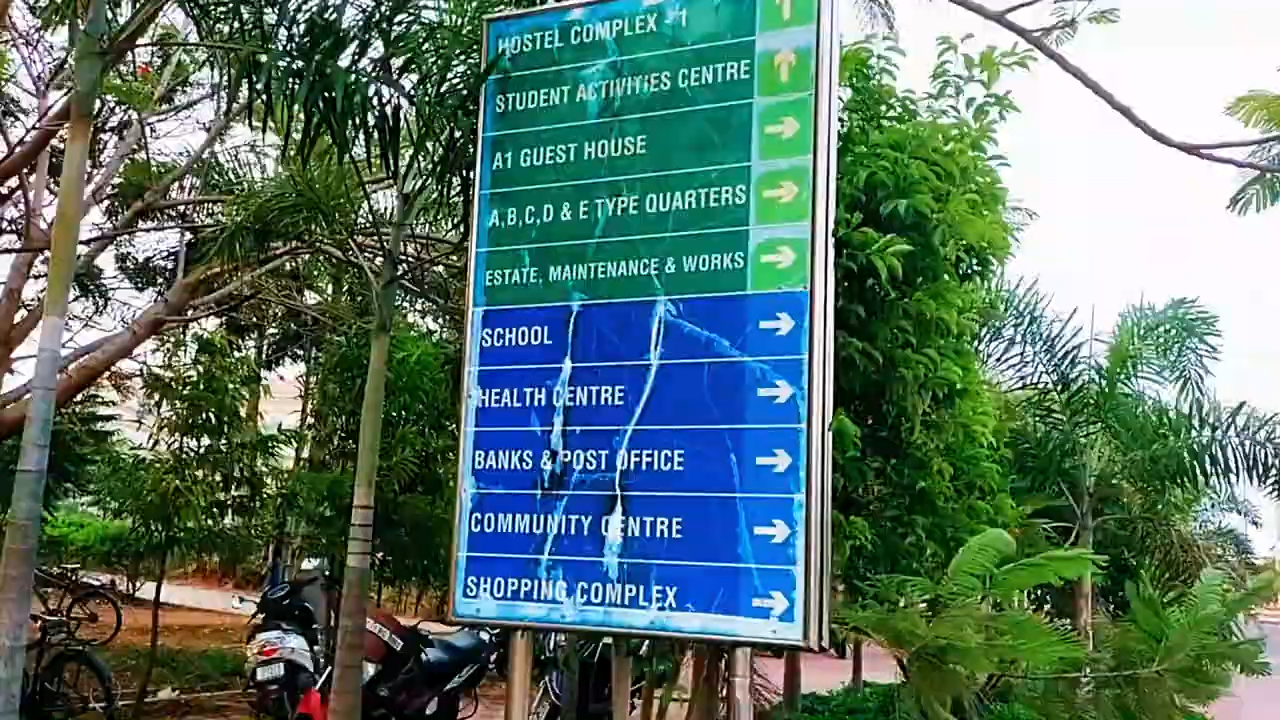 HOSTEL COMPLEX - 1
STUDENT ACTIVITIES CENTRE
A1 GUEST HOUSE
A,B,C,D & E TYPE QUARTERS
ESTATE, MAINTENANCE & WORKS
SCHOOL
HEALTH CENTRE
BANKS & POST OFFICE
COMMUNITY CENTRE
SHOPPING COMPLEX